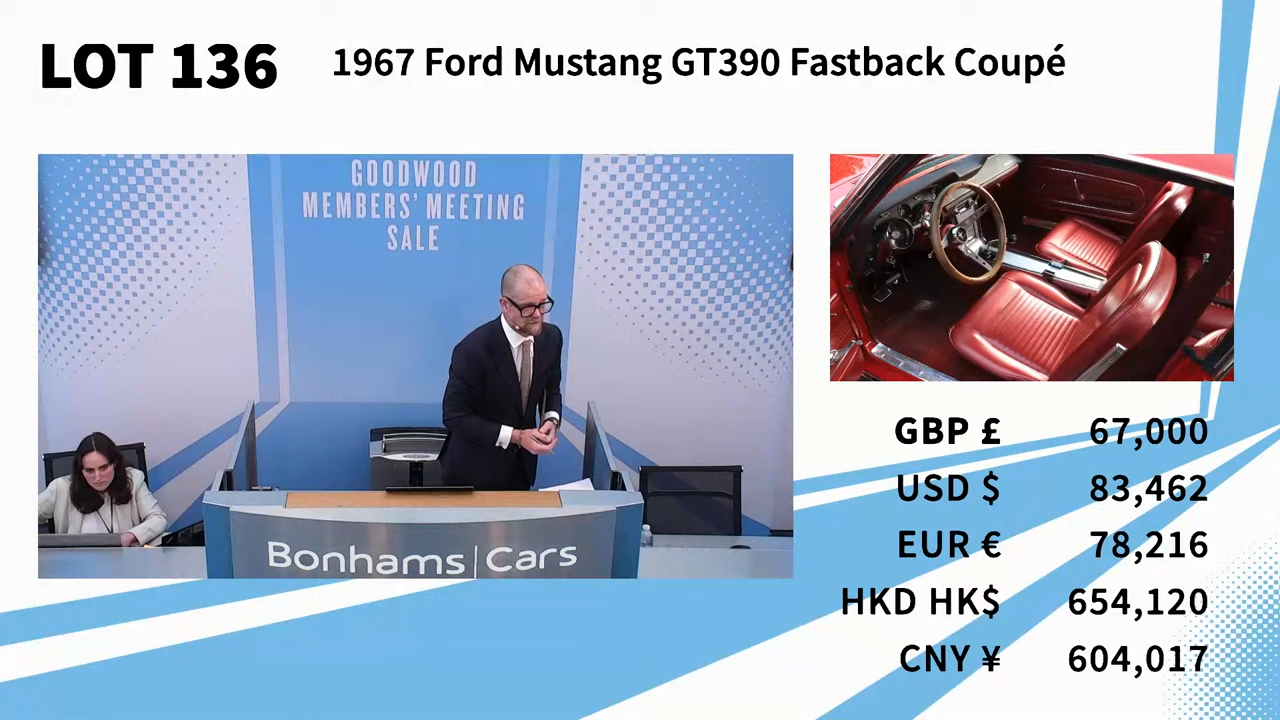 LOT 136
1967 Ford Mustang GT390 Fastback Coupé
GOODWOOD
MEMBERS' MEETING
SALE
Bonhams | Cars
GBP £ 67,000
USD $ 83,462
EUR € 78,216
HKD HK$ 654,120
CNY ¥ 604,017